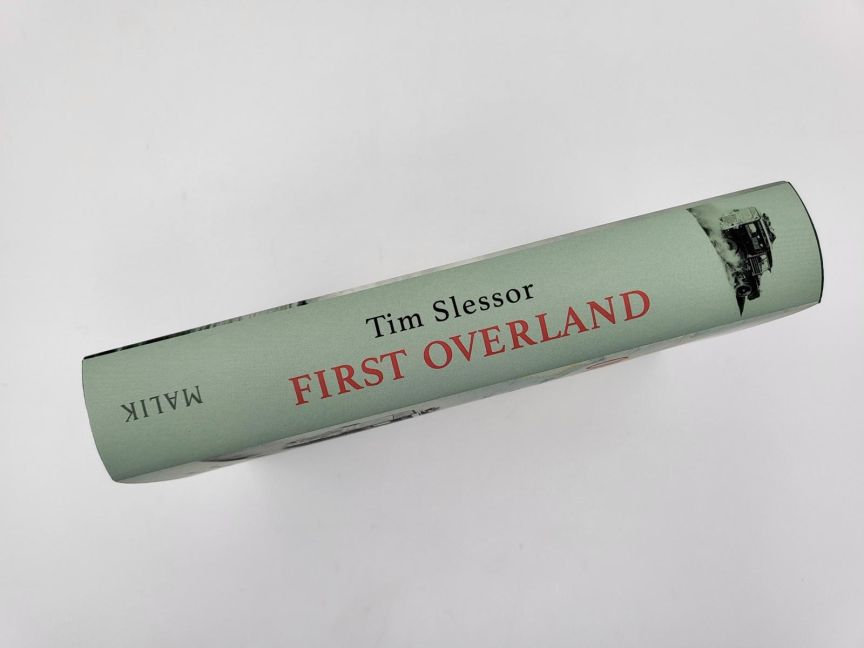 Tim Slessor
FIRST OVERLAND
MALIK